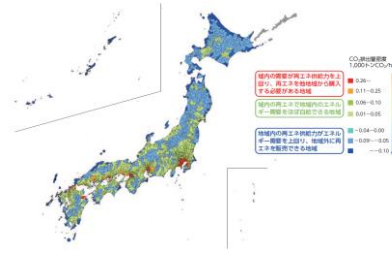 域内の需要が再エネ供給力を上
回り、再エネを他地域から購入
する必要がある地域
域内の再エネで地域内のエネル
ギー需要をほぼ自給できる地域
地域内の再エネ供給力がエネル
ギー需要を上回り、地域外に再
エネを販売できる地域
CO₂排出量密度
1,000トンCO₂/h
0.26--
0.11--0.25
0.06--0.10
0.01--0.05
-0.04--0.00
-0.09---0.05
---0.10